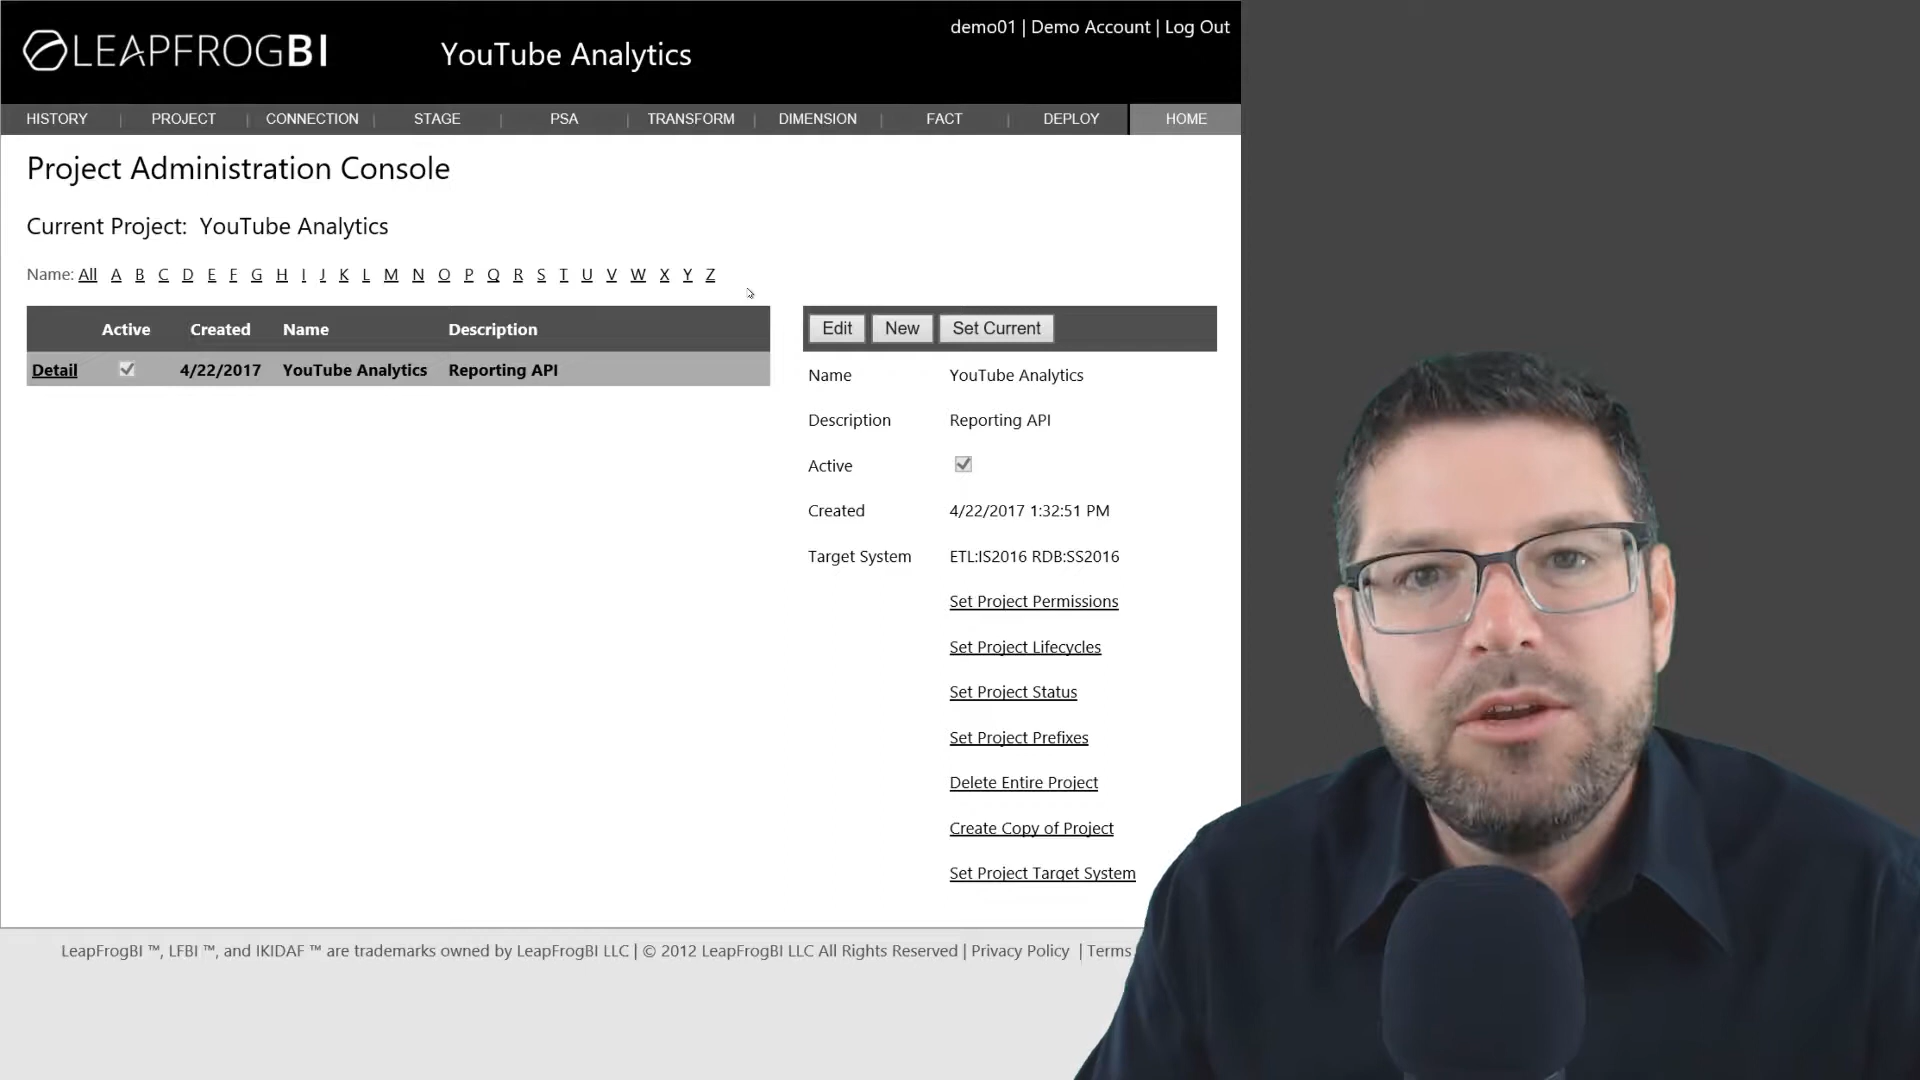 LEAPFROGBI
YouTube Analytics
demo01 | Demo Account | Log Out
HISTORY | PROJECT | CONNECTION | STAGE | PSA | TRANSFORM | DIMENSION | FACT | DEPLOY HOME
Project Administration Console
Current Project: YouTube Analytics
Name: All A B C D E F G H I J K L M N O P Q R S T U V W X Y Z
Active Created Name Description
Detail 4/22/2017 YouTube Analytics Reporting API
Edit New Set Current
Name YouTube Analytics
Description Reporting API
Active
Created 4/22/2017 1:32:51 PM
Target System ETL:IS2016 RDB:SS2016
Set Project Permissions
Set Project Lifecycles
Set Project Status
Set Project Prefixes
Delete Entire Project
Create Copy of Project
Set Project Target System
LeapFrogBI ™, LFBI ™, and IKIDAF ™ are trademarks owned by LeapFrogBI LLC | © 2012 LeapFrogBI LLC All Rights Reserved | Privacy Policy | Terms